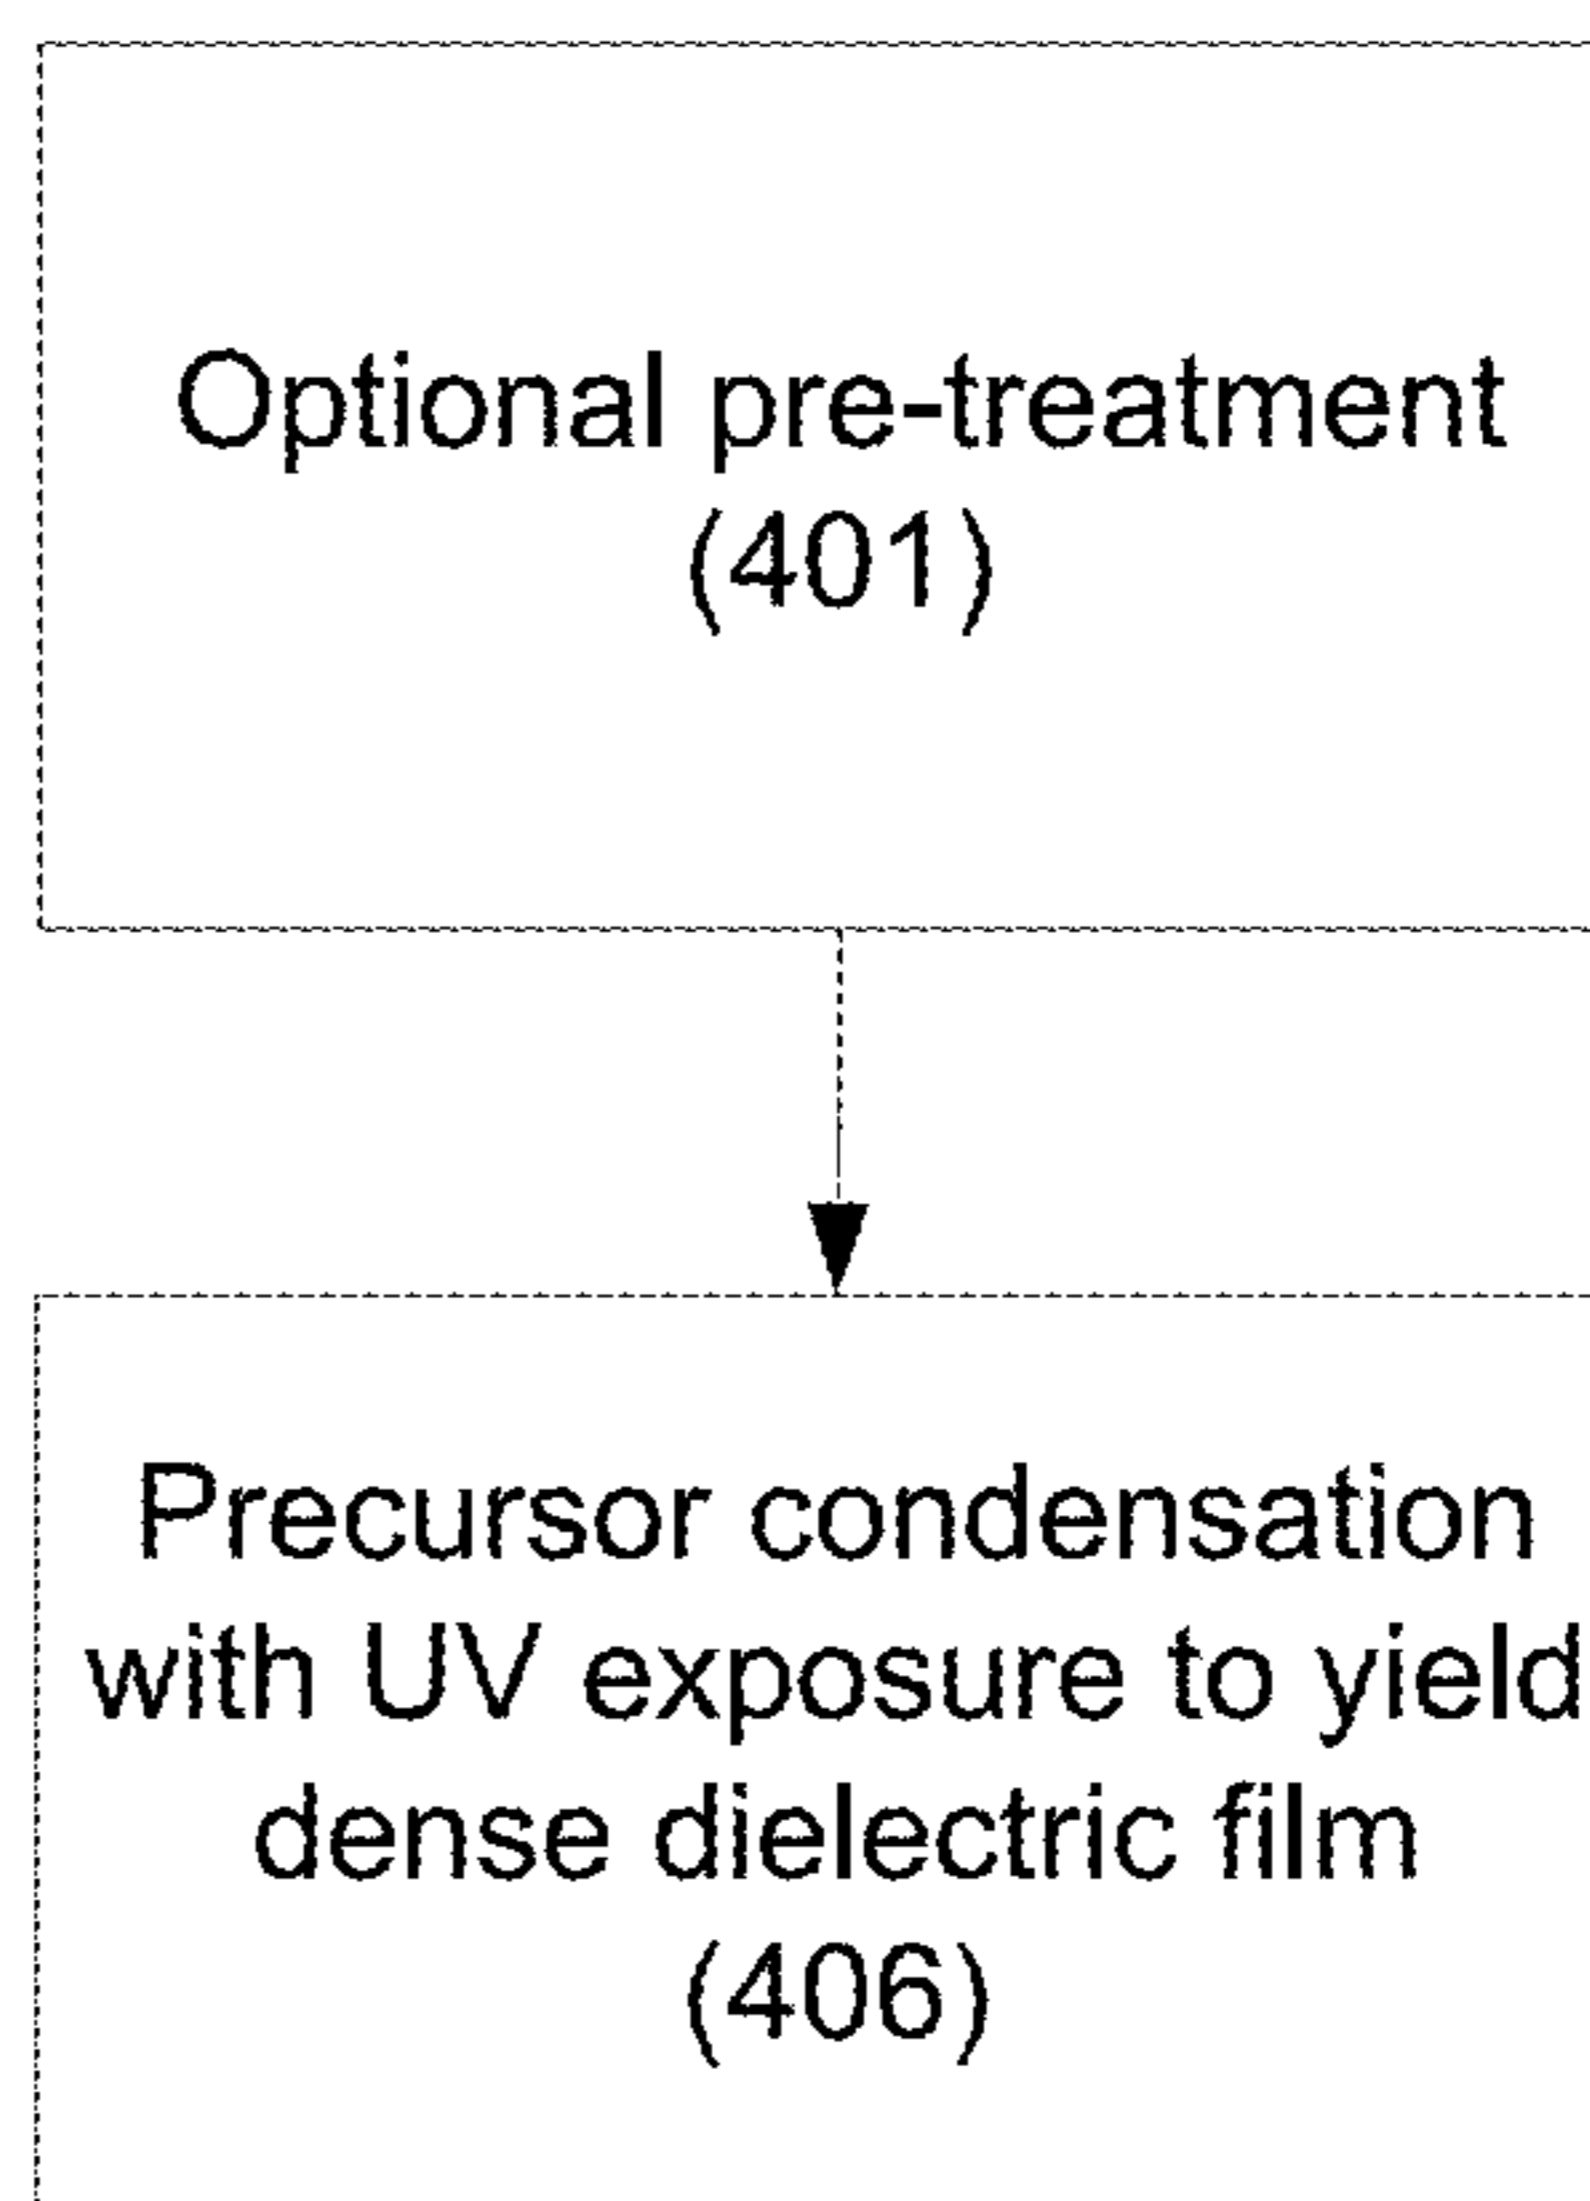 Optional pre-treatment
(401)
Precursor condensation
with UV exposure to yield
dense dielectric film
(406)